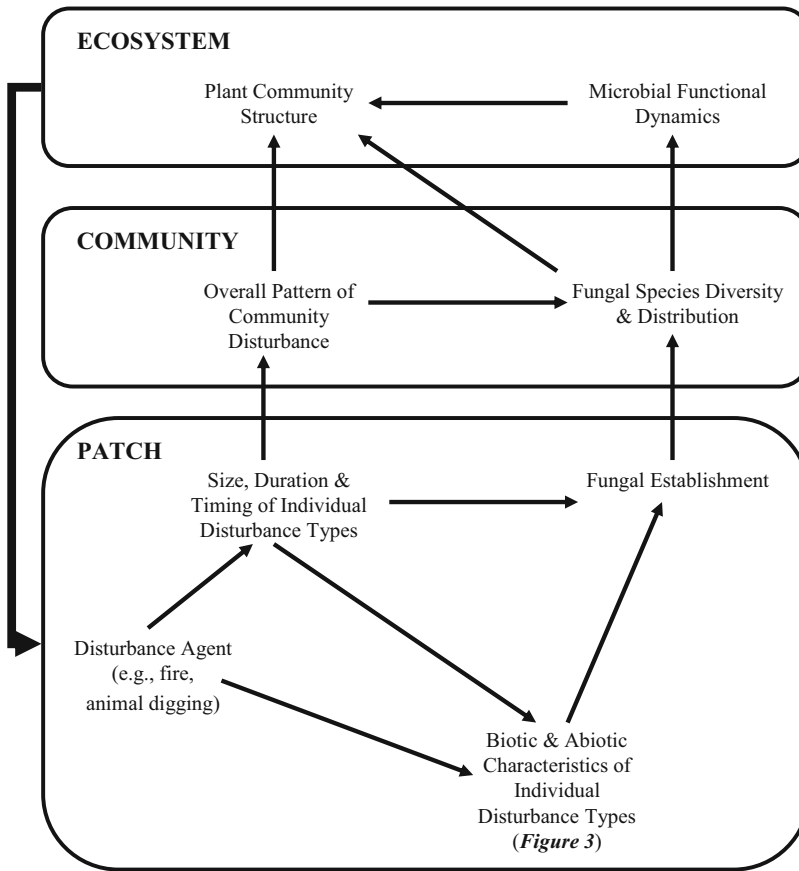 ECOSYSTEM
Plant Community
Structure
Microbial Functional
Dynamics
COMMUNITY
Overall Pattern of
Community
Disturbance
Fungal Species Diversity
& Distribution
PATCH
Size, Duration &
Timing of Individual
Disturbance Types
Fungal Establishment
Disturbance Agent
(e.g., fire,
animal digging)
Biotic & Abiotic
Characteristics of
Individual
Disturbance Types
(Figure 3)